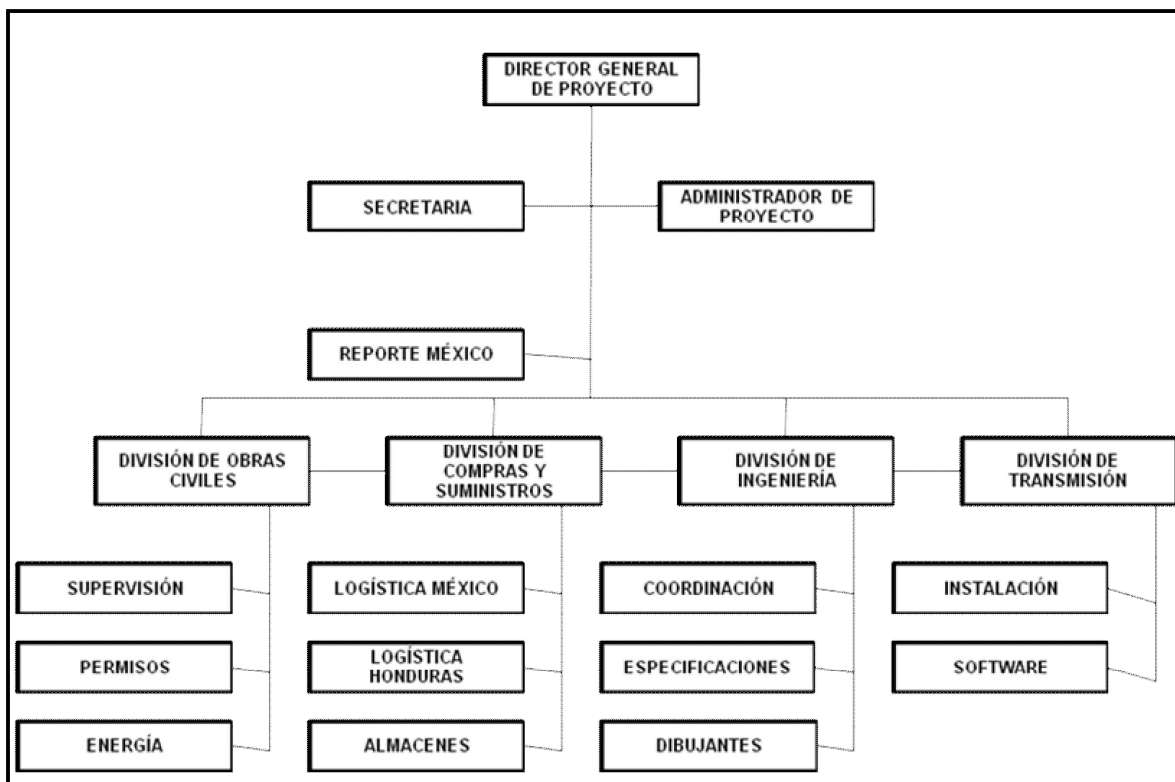 DIRECTOR GENERAL
DE PROYECTO
SECRETARIA
ADMINISTRADOR DE
PROYECTO
REPORTE MÉXICO
DIVISIÓN DE OBRAS
CIVILES
DIVISIÓN DE
COMPRAS Y
SUMINISTROS
DIVISIÓN DE
INGENIERÍA
DIVISIÓN DE
TRANSMISIÓN
SUPERVISIÓN
LOGÍSTICA MÉXICO
COORDINACIÓN
INSTALACIÓN
PERMISOS
LOGÍSTICA
HONDURAS
ESPECIFICACIONES
SOFTWARE
ENERGÍA
ALMACENES
DIBUJANTES